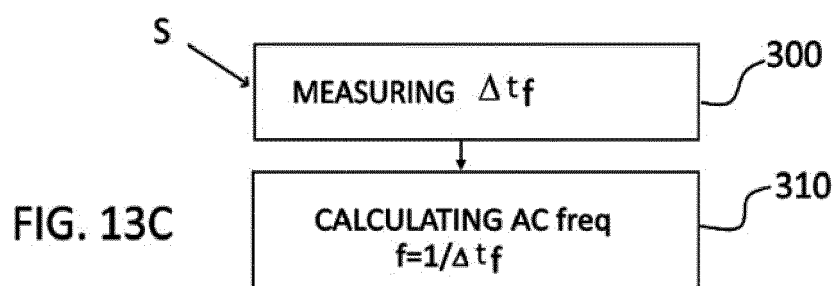 S
MEASURING Δtf
300
310
CALCULATING AC freq
f=1/Δtf
FIG. 13C